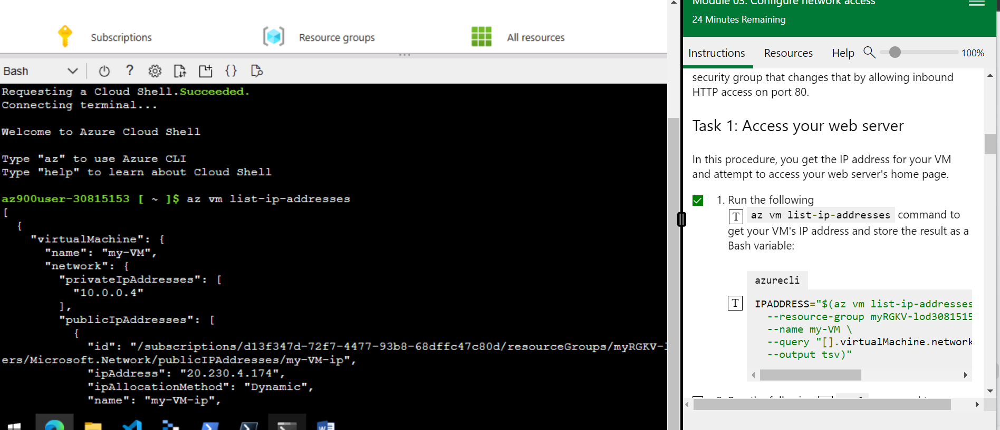 Subscriptions
Resource groups
All resources
Bash
Requesting a Cloud Shell.Succeeded.
Connecting terminal...
Welcome to Azure Cloud Shell
Type "az" to use Azure CLI
Type "help" to learn about Cloud Shell
az900user-30815153 [ ~ ]$ az vm list-ip-addresses
[
{
"virtualMachine": {
"name": "my-VM",
"network": {
"privateIpAddresses": [
"10.0.0.4"
],
"publicIpAddresses": [
{
"id": "/subscriptions/d13f347d-72f7-4477-93b8-68dffc47c80d/resourceGroups/myRGKV-
ers/Microsoft.Network/publicIPAddresses/my-VM-ip",
"ipAddress": "20.230.4.174",
"ipAllocationMethod": "Dynamic",
"name": "my-VM-ip",
Module 03: Configure network access
24 Minutes Remaining
Instructions
Resources
Help
100%
security group that changes that by allowing inbound
HTTP access on port 80.
Task 1: Access your web server
In this procedure, you get the IP address for your VM
and attempt to access your web server's home page.
1. Run the following
T az vm list-ip-addresses command to
get your VM's IP address and store the result as a
Bash variable:
azurecli
T IPADDRESS="$(az vm list-ip-addresses
--resource-group myRGKV-lod3081515
--name my-VM \
--query "[].virtualMachine.network
--output tsv)"